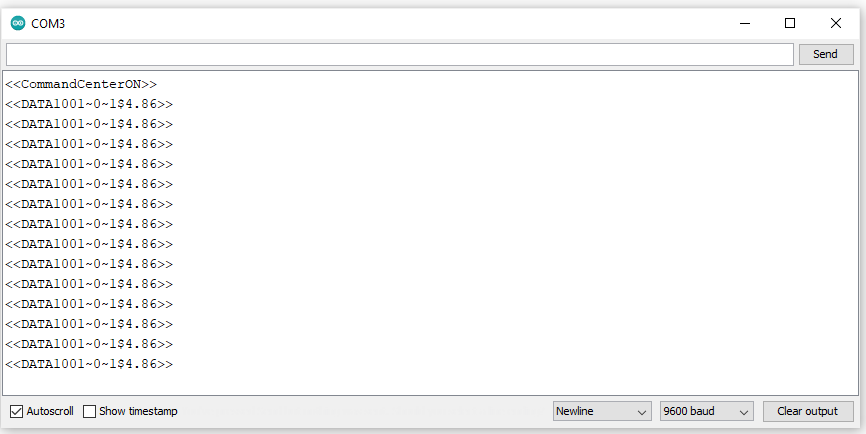 COM3
Send
<<CommandCenterON>>
<<DATA1001~0~1$4.86>>
<<DATA1001~0~1$4.86>>
<<DATA1001~0~1$4.86>>
<<DATA1001~0~1$4.86>>
<<DATA1001~0~1$4.86>>
<<DATA1001~0~1$4.86>>
<<DATA1001~0~1$4.86>>
<<DATA1001~0~1$4.86>>
<<DATA1001~0~1$4.86>>
<<DATA1001~0~1$4.86>>
<<DATA1001~0~1$4.86>>
<<DATA1001~0~1$4.86>>
<<DATA1001~0~1$4.86>>
<<DATA1001~0~1$4.86>>
Autoscroll Show timestamp Newline 9600 baud Clear output